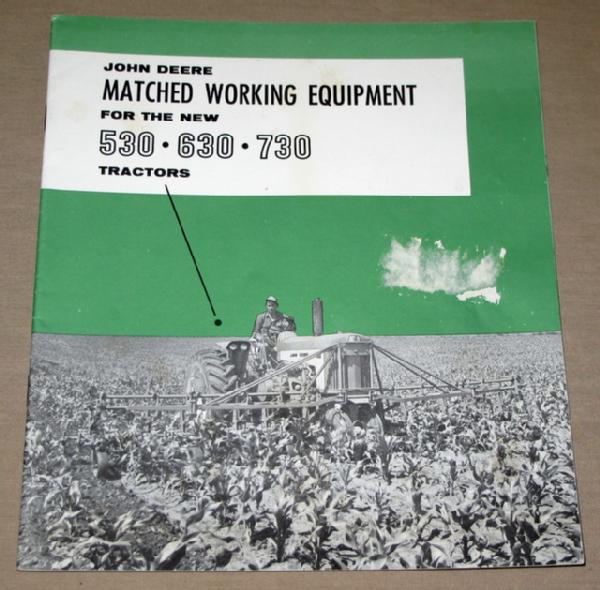 JOHN DEERE
MATCHED WORKING EQUIPMENT
FOR THE NEW
530 • 630 • 730
TRACTORS